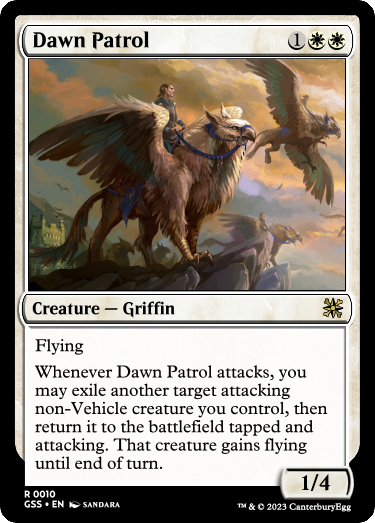 Dawn Patrol 1
Creature — Griffin
Flying
Whenever Dawn Patrol attacks, you
may exile another target attacking
non-Vehicle creature you control, then
return it to the battlefield tapped and
attacking. That creature gains flying
until end of turn.
1/4
R 0010
GSS • EN SANDARA
™ & © 2023 CanterburyEgg